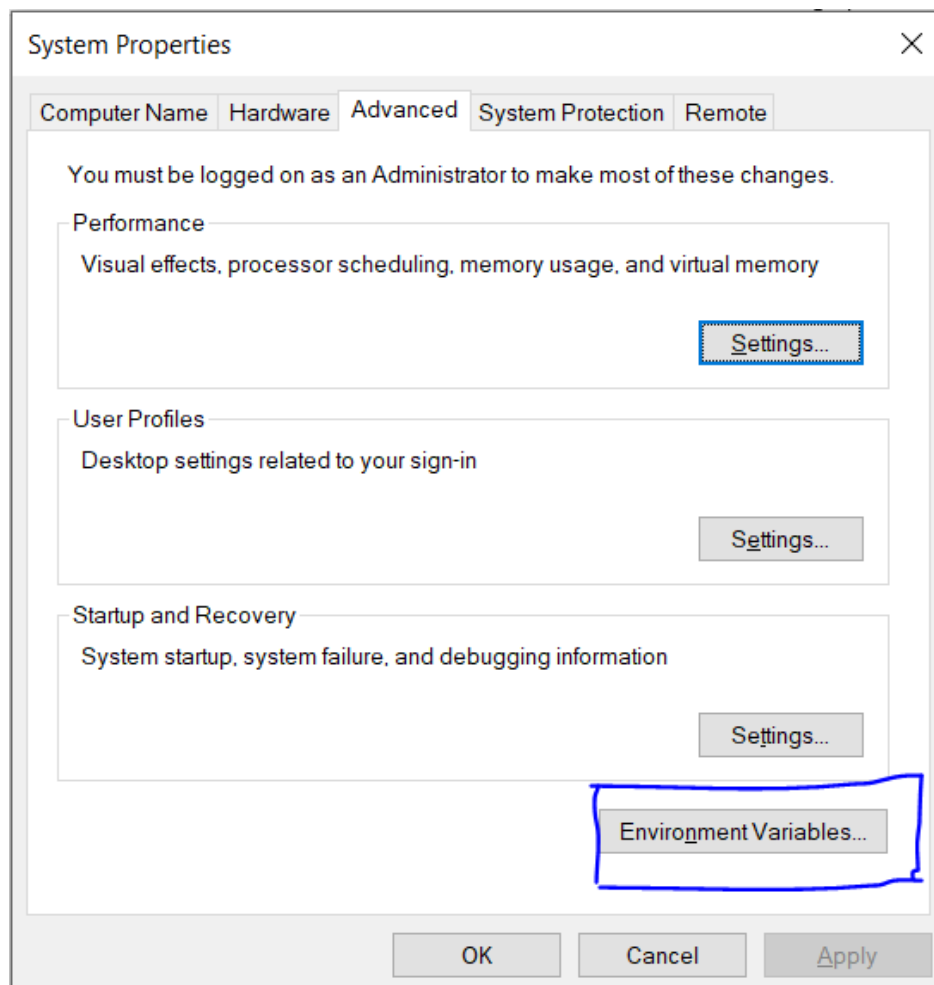 System Properties
Computer Name Hardware Advanced System Protection Remote
You must be logged on as an Administrator to make most of these changes.
Performance
Visual effects, processor scheduling, memory usage, and virtual memory
Settings...
User Profiles
Desktop settings related to your sign-in
Settings...
Startup and Recovery
System startup, system failure, and debugging information
Settings...
Environment Variables...
OK Cancel Apply